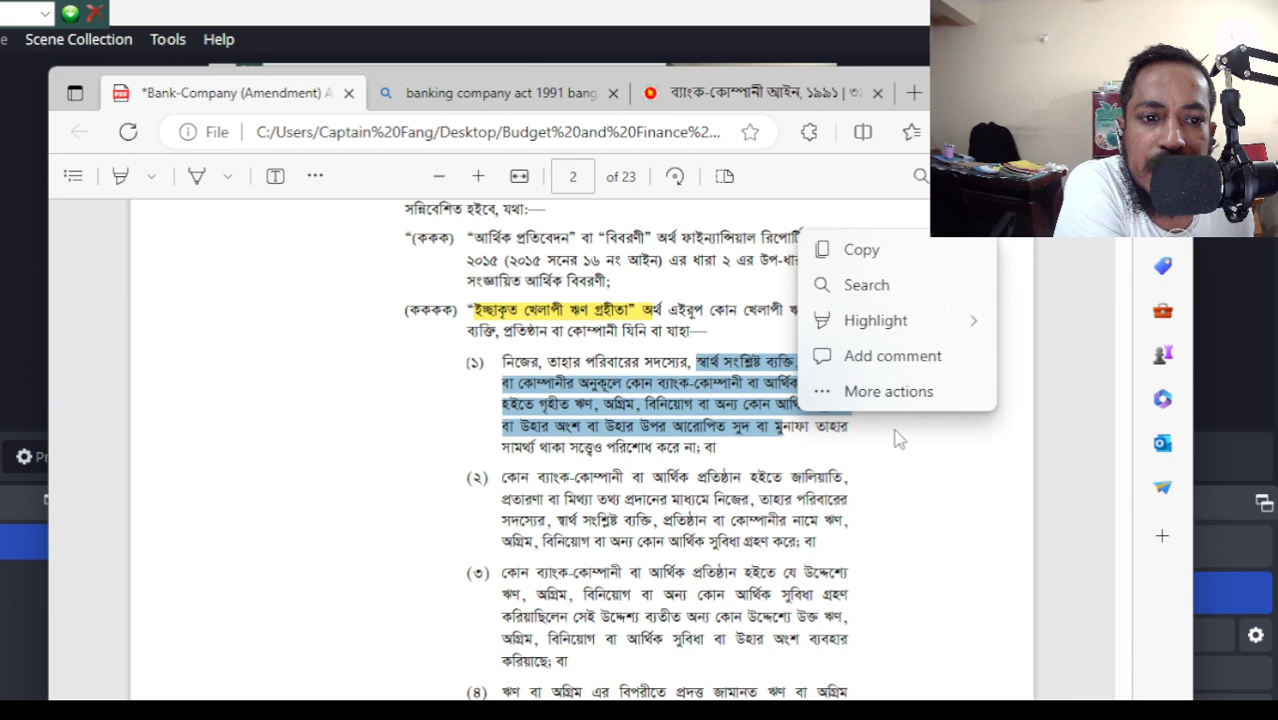 e Scene Collection Tools Help
*Bank-Company (Amendment) A
banking company act 1991 bang
ব্যাংক-কোম্পানী আইন, ১৯৯১ | ৩
File C:/Users/Captain%20Fang/Desktop/Budget%20and%20Finance%2...
2 of 23
সন্নিবেশিত হইবে, যথা:—
“(ককক) “আর্থিক প্রতিবেদন” বা “বিবরণী” অর্থ ফাইন্যান্সিয়াল রিপোর্টি
২০১৫ (২০১৫ সনের ১৬ নং আইন) এর ধারা ২ এর উপ-ধার
সংজ্ঞায়িত আর্থিক বিবরণী;
(কককক) “ইচ্ছাকৃত খেলাপী ঋণ গ্রহীতা” অর্থ এইরূপ কোন খেলাপী ঋ
ব্যক্তি, প্রতিষ্ঠান বা কোম্পানী যিনি বা যাহা—
(১) নিজের, তাহার পরিবারের সদস্যের, স্বার্থ সংশ্লিষ্ট ব্যক্তি,
বা কোম্পানীর অনুকূলে কোন ব্যাংক-কোম্পানী বা আর্থিক
হইতে গৃহীত ঋণ, অগ্রিম, বিনিয়োগ বা অন্য কোন আর্থি
বা উহার অংশ বা উহার উপর আরোপিত সুদ বা মুনাফা তাহার
সামর্থ্য থাকা সত্ত্বেও পরিশোধ করে না; বা
(২) কোন ব্যাংক-কোম্পানী বা আর্থিক প্রতিষ্ঠান হইতে জালিয়াতি,
প্রতারণা বা মিথ্যা তথ্য প্রদানের মাধ্যমে নিজের, তাহার পরিবারের
সদস্যের, স্বার্থ সংশ্লিষ্ট ব্যক্তি, প্রতিষ্ঠান বা কোম্পানীর নামে ঋণ,
অগ্রিম, বিনিয়োগ বা অন্য কোন আর্থিক সুবিধা গ্রহণ করে; বা
(৩) কোন ব্যাংক-কোম্পানী বা আর্থিক প্রতিষ্ঠান হইতে যে উদ্দেশ্যে
ঋণ, অগ্রিম, বিনিয়োগ বা অন্য কোন আর্থিক সুবিধা গ্রহণ
করিয়াছিলেন সেই উদ্দেশ্য ব্যতীত অন্য কোন উদ্দেশ্যে উক্ত ঋণ,
অগ্রিম, বিনিয়োগ বা আর্থিক সুবিধা বা উহার অংশ ব্যবহার
করিয়াছে; বা
(৪) ঋণ বা অগ্রিম এর বিপরীতে প্রদত্ত জামানত ঋণ বা অগ্রিম
Copy
Search
Highlight
Add comment
More actions
Pr